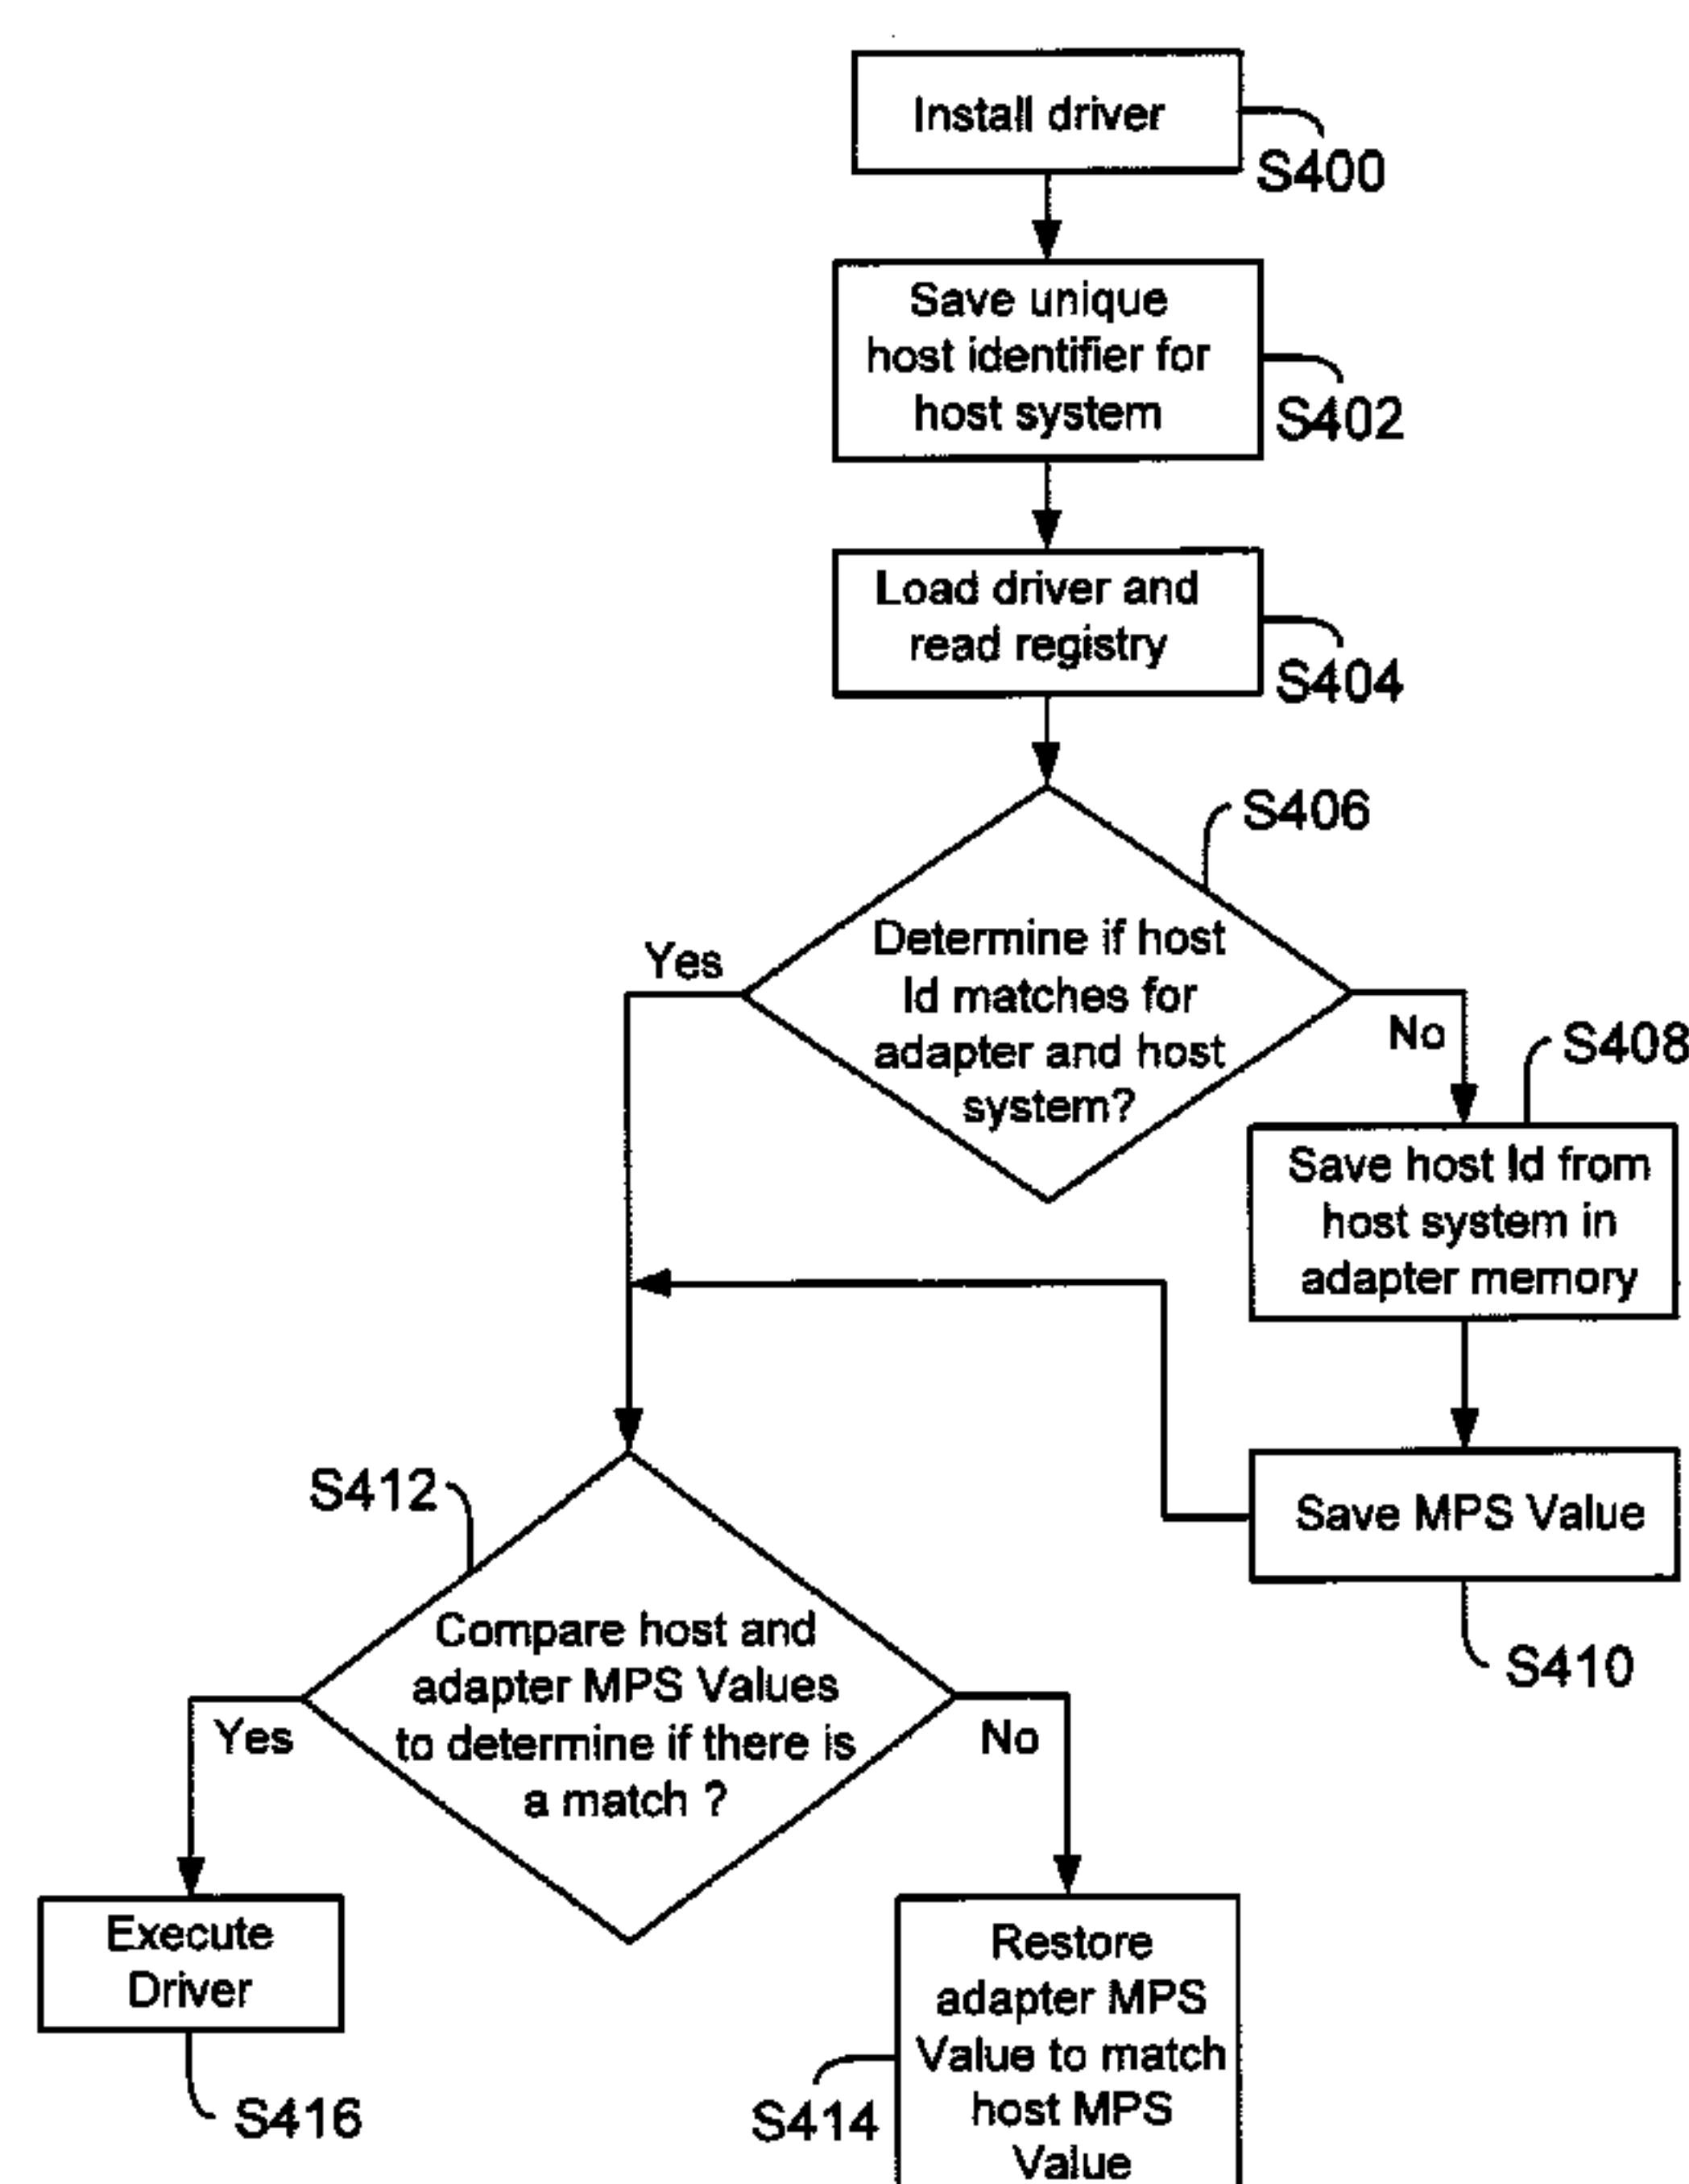 Install driver
S400
Save unique
host identifier for
host system
S402
Load driver and
read registry
S404
S406
Determine if host
Id matches for
adapter and host
system?
Yes
No
S408
Save host Id from
host system in
adapter memory
Save MPS Value
S410
S412
Compare host and
adapter MPS Values
to determine if there is
a match ?
Yes
No
Execute
Driver
S416
Restore
adapter MPS
Value to match
host MPS
Value
S414